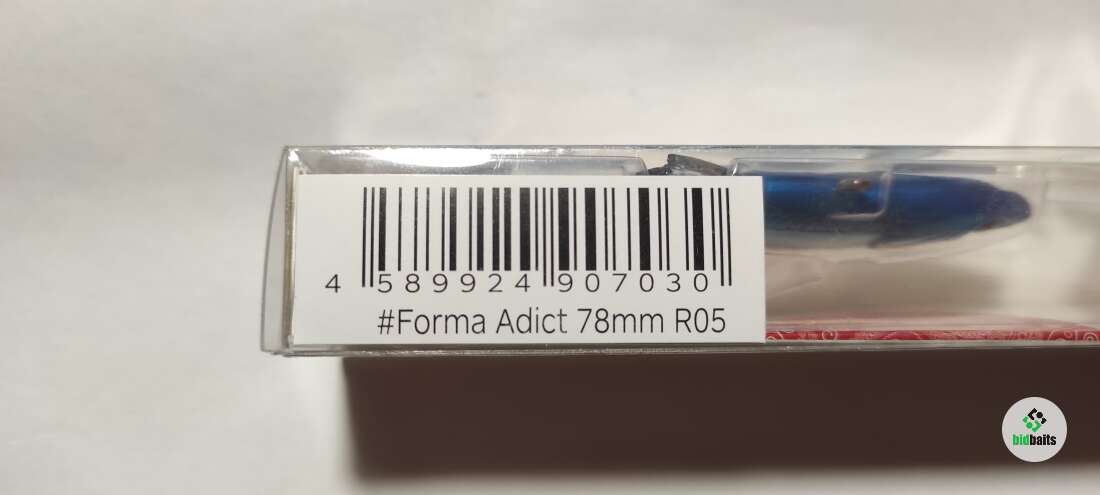 4 589924 907030
#Forma Adict 78mm R05
bidbaits